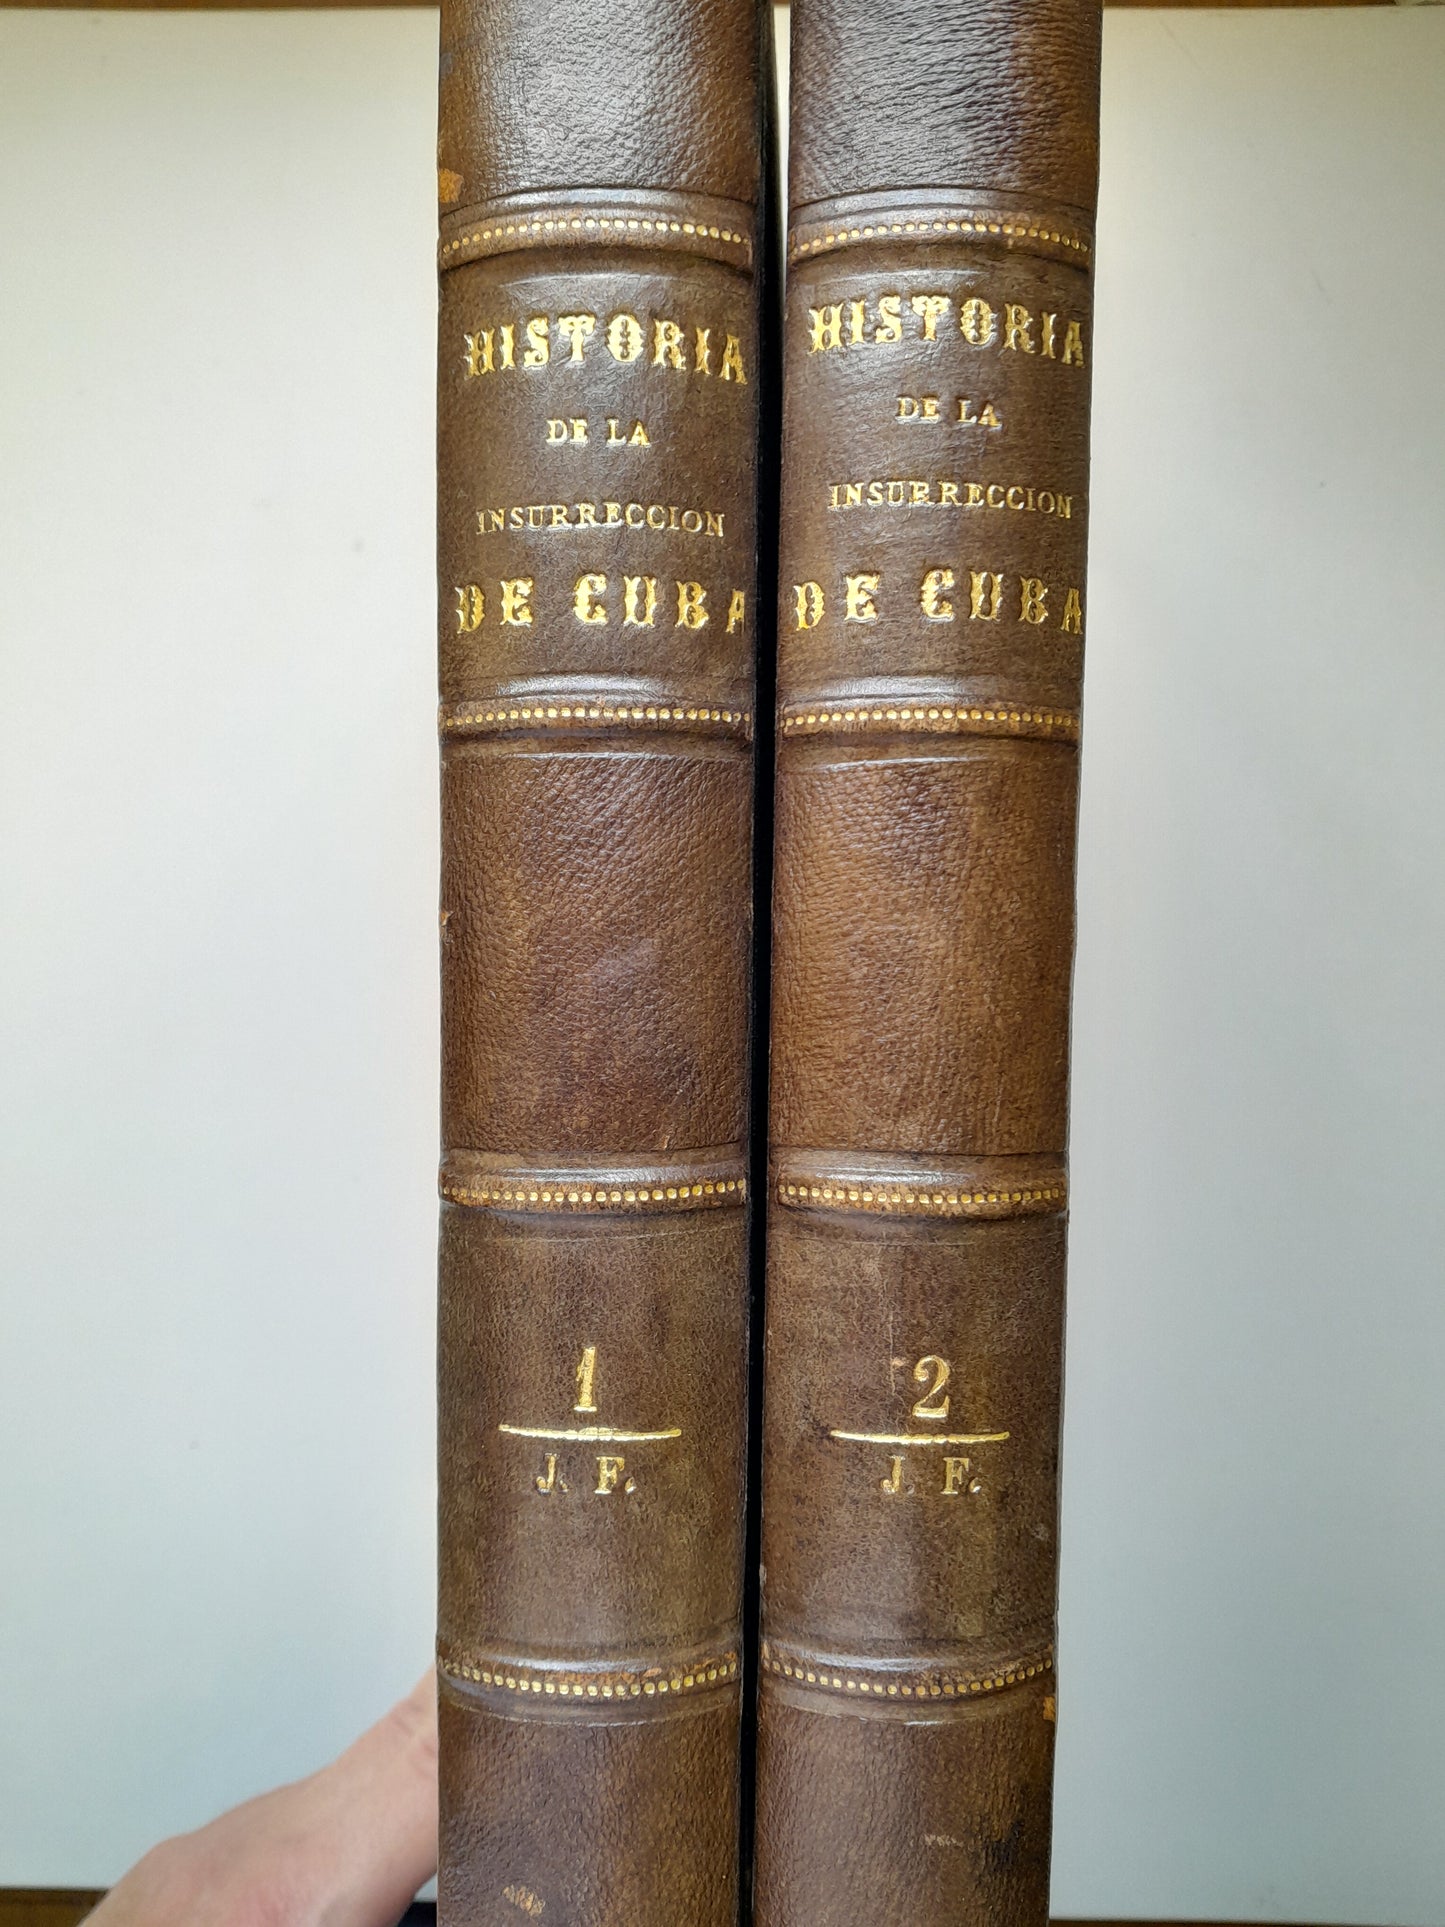 HISTORIA
DE LA
INSURRECCION
DE CUBA
1
J. F.
HISTORIA
DE LA
INSURRECCION
DE CUBA
2
J. F.